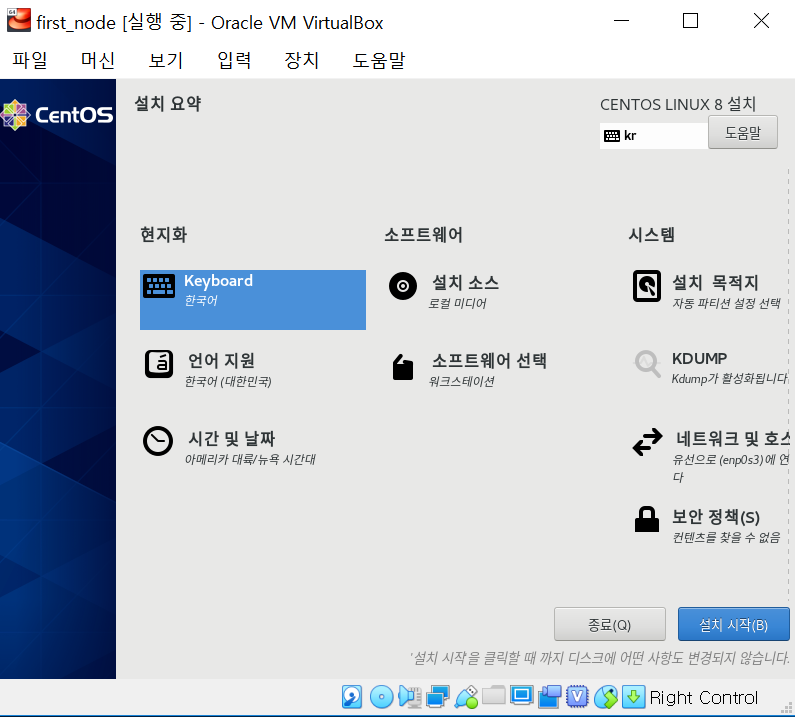 first_node [실행 중] - Oracle VM VirtualBox
파일 머신 보기 입력 장치 도움말
CentOS
설치 요약
CENTOS LINUX 8 설치
kr
도움말
현지화
Keyboard
한국어
언어 지원
한국어 (대한민국)
시간 및 날짜
아메리카 대륙/뉴욕 시간대
소프트웨어
설치 소스
로컬 미디어
소프트웨어 선택
워크스테이션
시스템
설치 목적지
자동 파티션 설정 선택
KDUMP
Kdump가 활성화됩니다
네트워크 및 호스
유선으로 (enp0s3)에 연
다
보안 정책(S)
컨텐츠를 찾을 수 없음
종료(Q)
설치 시작(B)
'설치 시작'을 클릭할 때 까지 디스크에 어떤 사항도 변경되지 않습니다.
Right Control